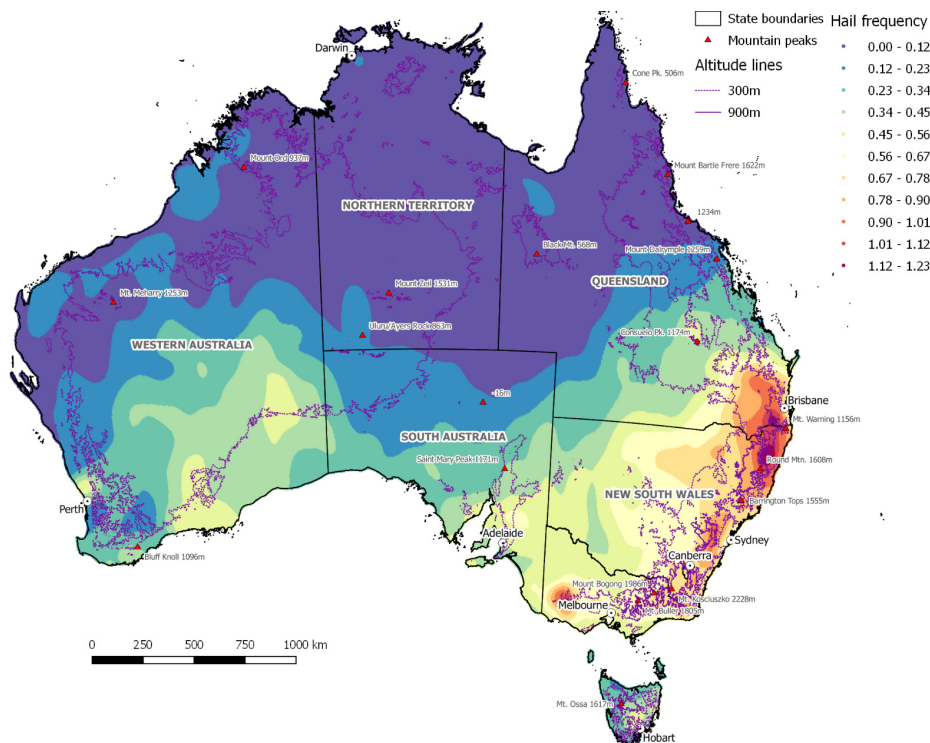 State boundaries
Mountain peaks
Altitude lines
300m
900m
Hail frequency
0.00 - 0.12
0.12 - 0.23
0.23 - 0.34
0.34 - 0.45
0.45 - 0.56
0.56 - 0.67
0.67 - 0.78
0.78 - 0.90
0.90 - 1.01
1.01 - 1.12
1.12 - 1.23
Darwin
Cone Pk. 506m
Mount Ord 937m
Mount Bartle Frere 1622m
NORTHERN TERRITORY
1234m
Black Mt. 568m
Mount Dalrymple 1259m
QUEENSLAND
Mt. Meharry 1253m
Mount Zeil 1531m
Uluru/Ayers Rock 863m
Consuelo Pk. 1174m
WESTERN AUSTRALIA
-16m
Brisbane
Mt. Warning 1156m
SOUTH AUSTRALIA
Saint Mary Peak 1171m
Round Mtn. 1608m
NEW SOUTH WALES
Barrington Tops 1555m
Perth
Adelaide
Sydney
Bluff Knoll 1096m
Canberra
Mount Bogong 1986m
Mt. Kosciuszko 2228m
Melbourne
Mt. Buller 1805m
0 250 500 750 1000 km
Mt. Ossa 1617m
Hobart